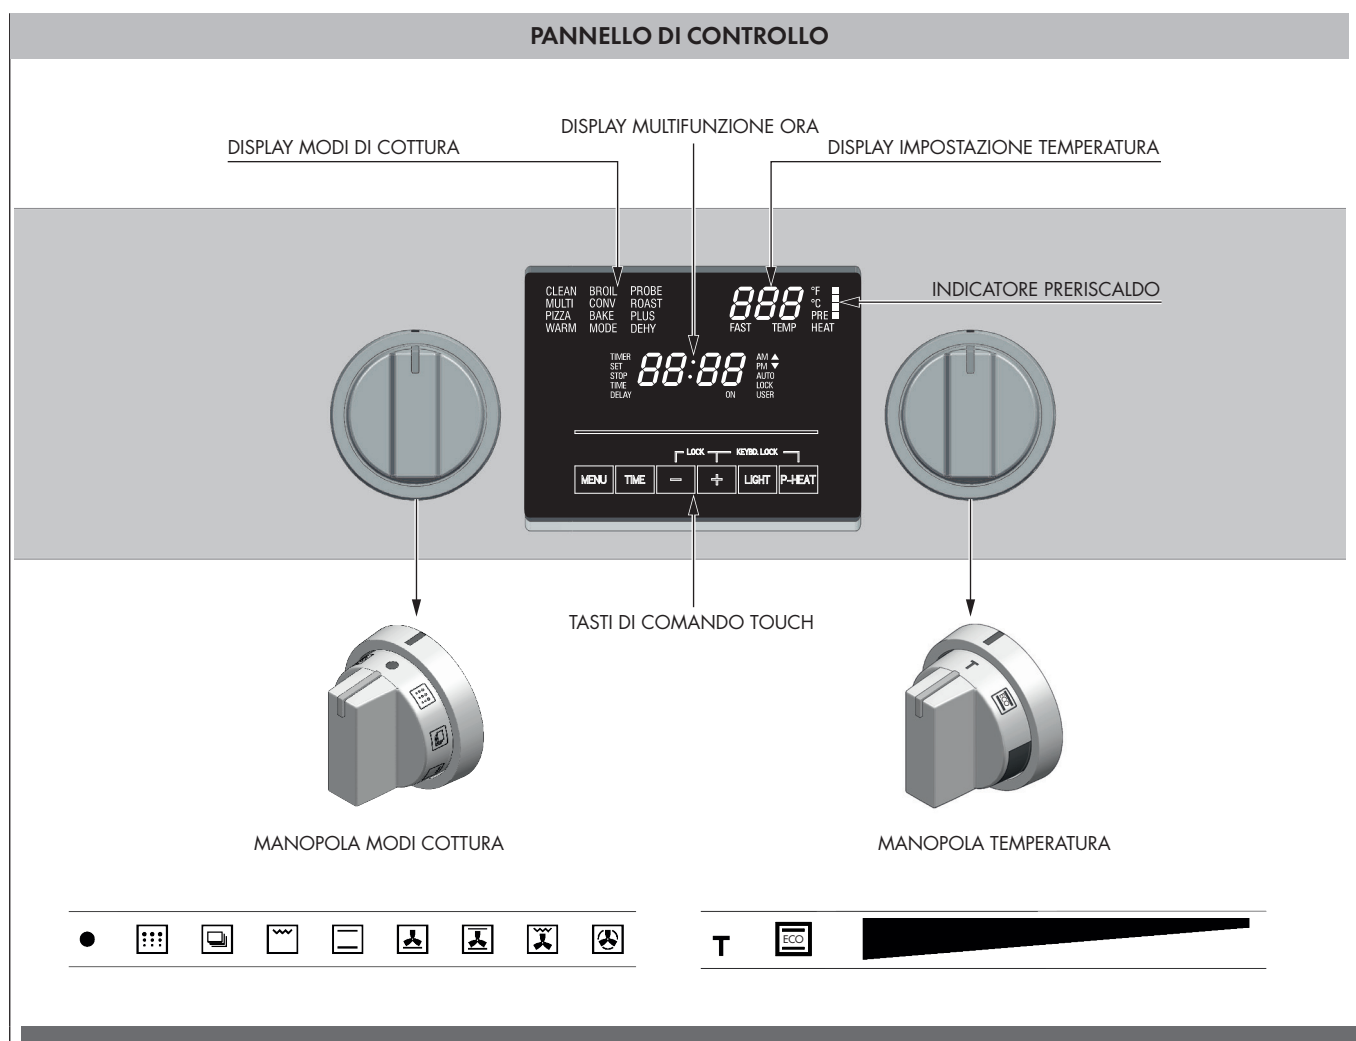 PANNELLO DI CONTROLLO
DISPLAY MULTIFUNZIONE ORA
DISPLAY MODI DI COTTURA
DISPLAY IMPOSTAZIONE TEMPERATURA
INDICATORE PRERISCALDO
CLEAN BROIL PROBE
MULTI CONV ROAST
PIZZA BAKE PLUS
WARM MODE DEHY
888 °F
°C
PRE
FAST TEMP HEAT
TIMER
SET
STOP
TIME
DELAY
88:88
ON
AM ▲
PM ▼
AUTO
LOCK
USER
LOCK KEYBD. LOCK
MENU TIME − + LIGHT P-HEAT
TASTI DI COMANDO TOUCH
T
MANOPOLA MODI COTTURA
MANOPOLA TEMPERATURA
T ECO